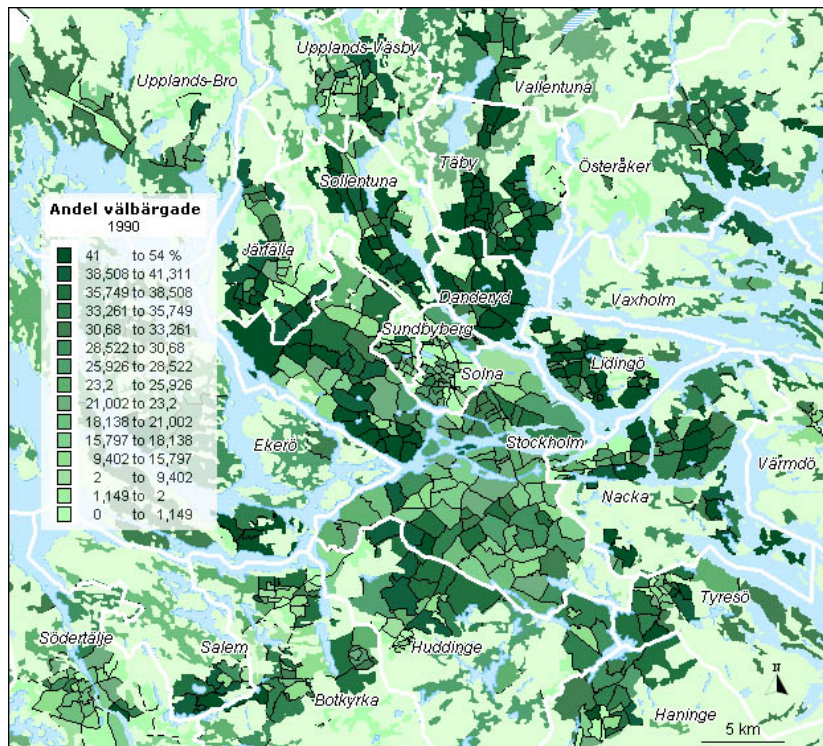 Upplands-Väsby
Upplands-Bro
Vallentuna
Täby
Österåker
Sollentuna
Andel välbärgade
1990
41 to 54 %
38,508 to 41,311
35,749 to 38,508
33,261 to 35,749
30,68 to 33,261
28,522 to 30,68
25,926 to 28,522
23,2 to 25,926
21,002 to 23,2
18,138 to 21,002
15,797 to 18,138
9,402 to 15,797
2 to 9,402
1,149 to 2
0 to 1,149
Järfälla
Danderyd
Vaxholm
Sundbyberg
Lidingö
Solna
Ekerö
Stockholm
Värmdö
Nacka
Tyresö
Södertälje
Salem
Huddinge
Botkyrka
N
Haninge
5 km